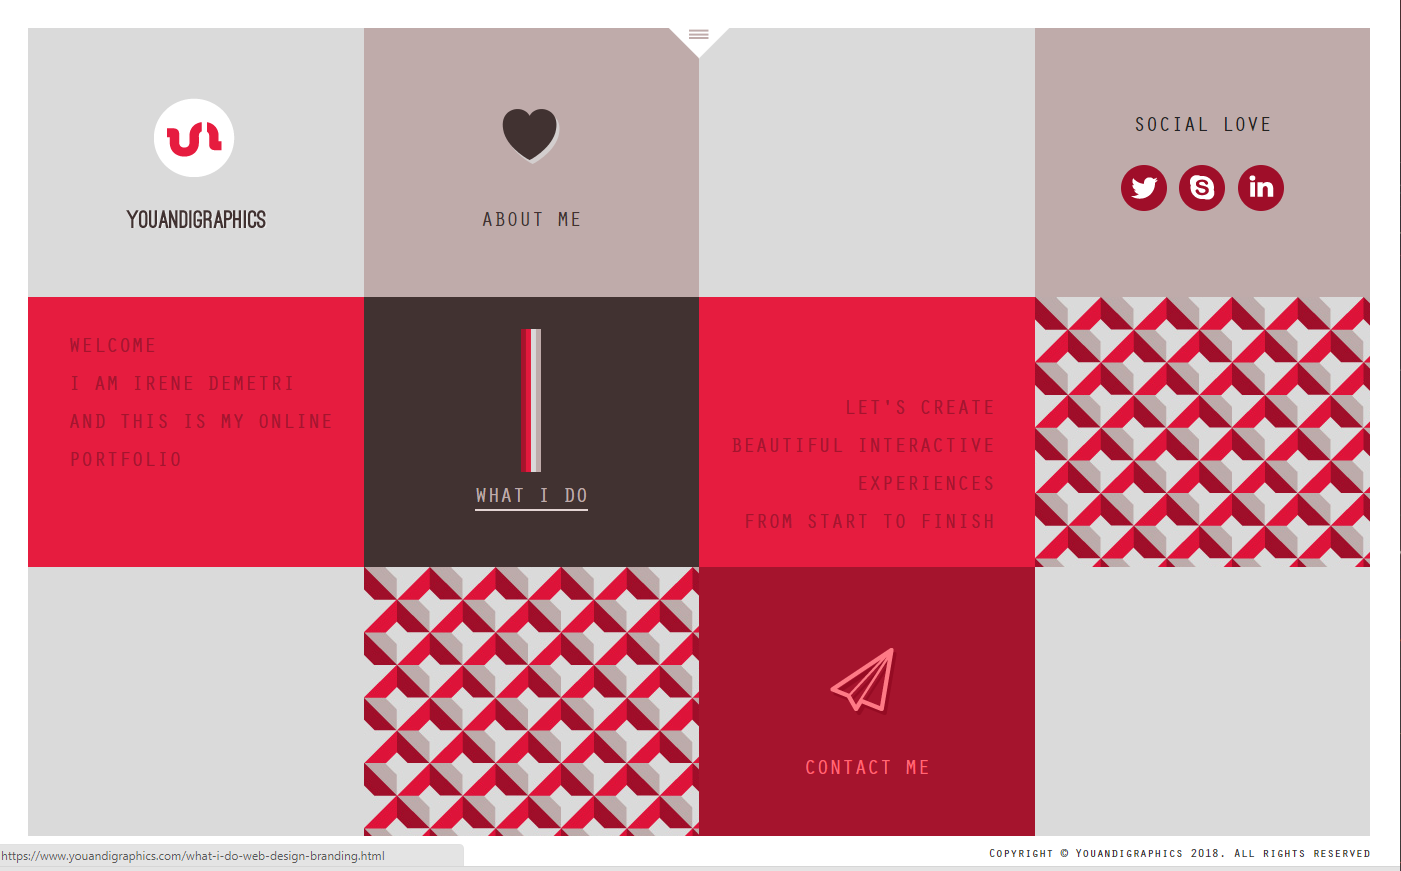 YOUANDIGRAPHICS
ABOUT ME
SOCIAL LOVE
WELCOME
I AM IRENE DEMETRI
AND THIS IS MY ONLINE
PORTFOLIO
WHAT I DO
LET'S CREATE
BEAUTIFUL INTERACTIVE
EXPERIENCES
FROM START TO FINISH
CONTACT ME
https://www.youandigraphics.com/what-i-do-web-design-branding.html
Copyright © Youandigraphics 2018. All rights reserved